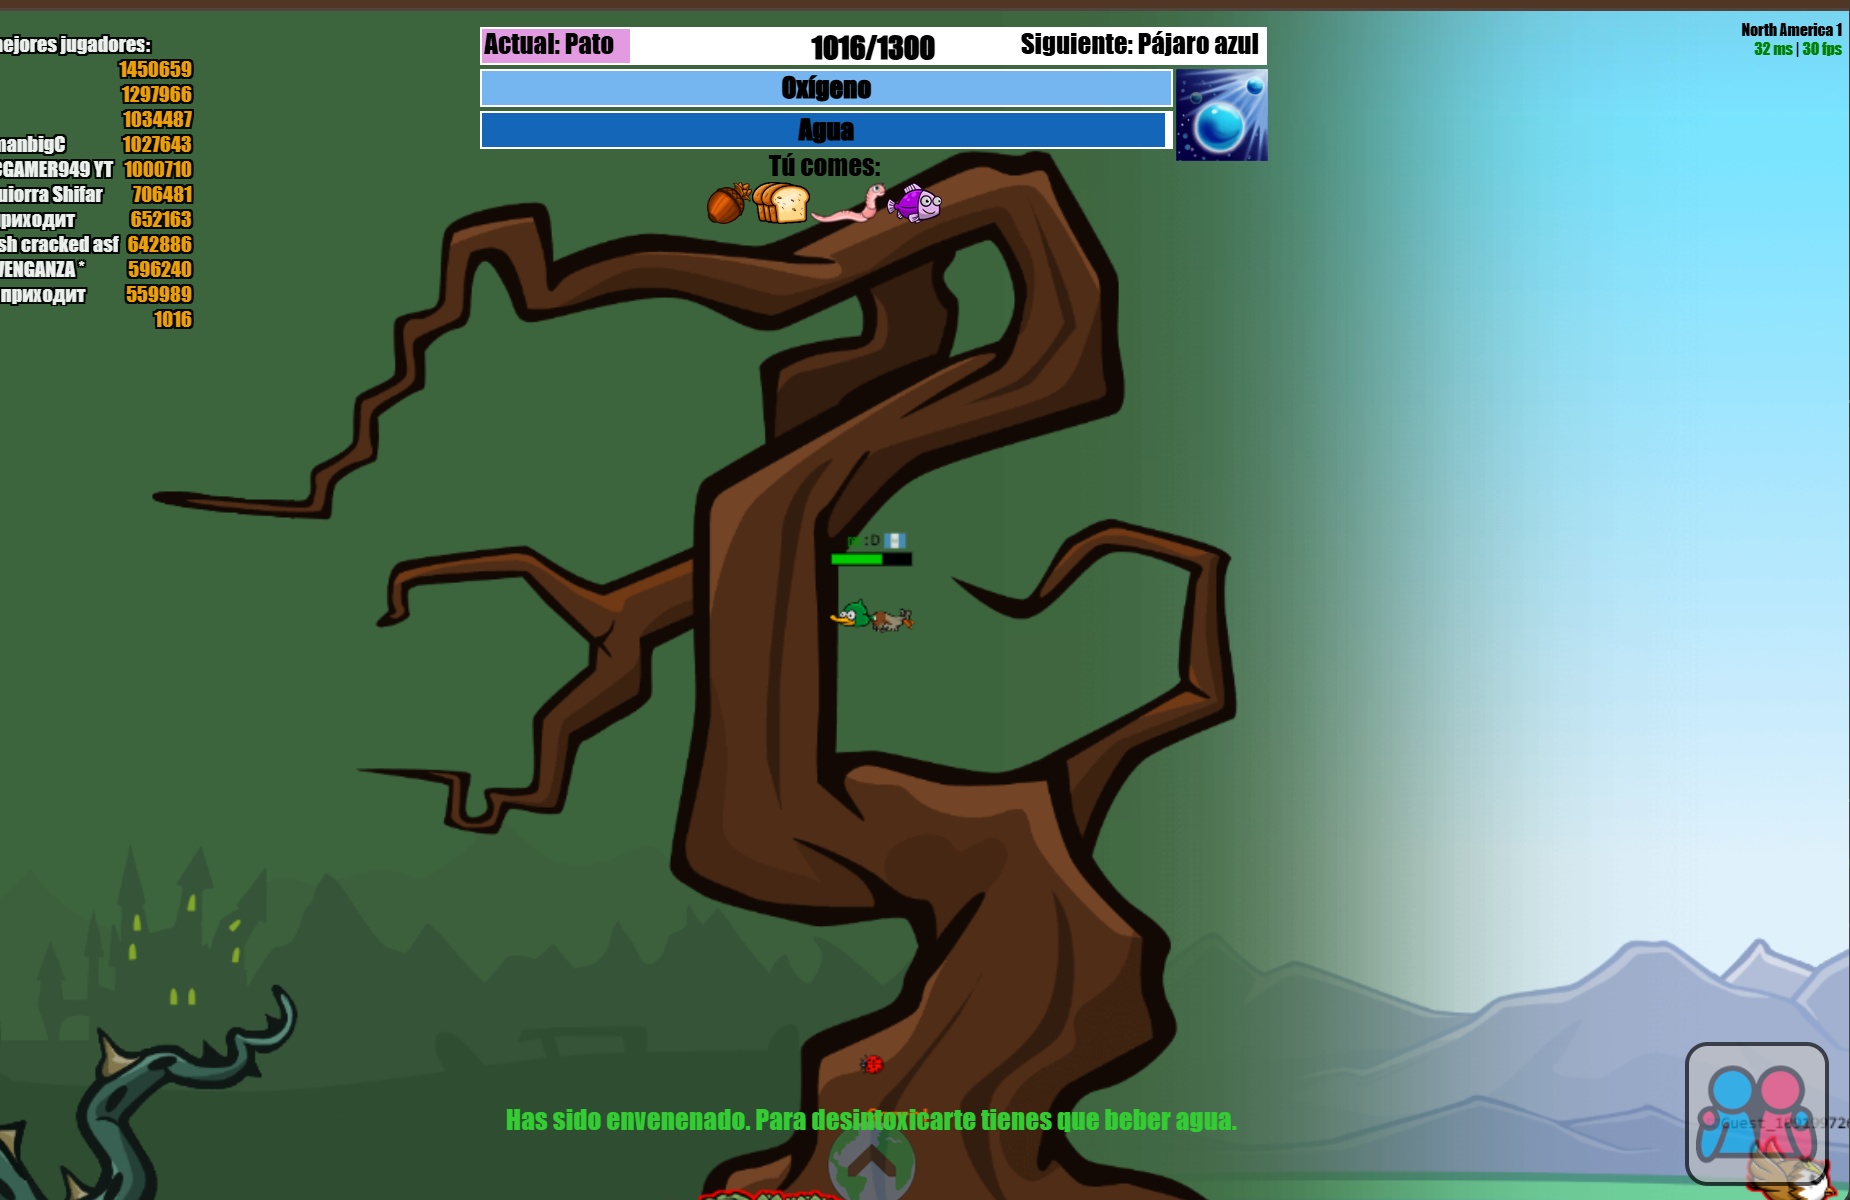 ejores jugadores:
1450659
1297966
1034487
manbigC 1027643
GAMER949 YT 1000710
uiorra Shifar 706481
приходит 652163
sh cracked asf 642886
VENGANZA * 596240
приходит 559989
1016
Actual: Pato 1016/1300 Siguiente: Pájaro azul
Oxígeno
Agua
Tú comes:
North America 1
32 ms | 30 fps
:D
Has sido envenenado. Para desintoxicarte tienes que beber agua.